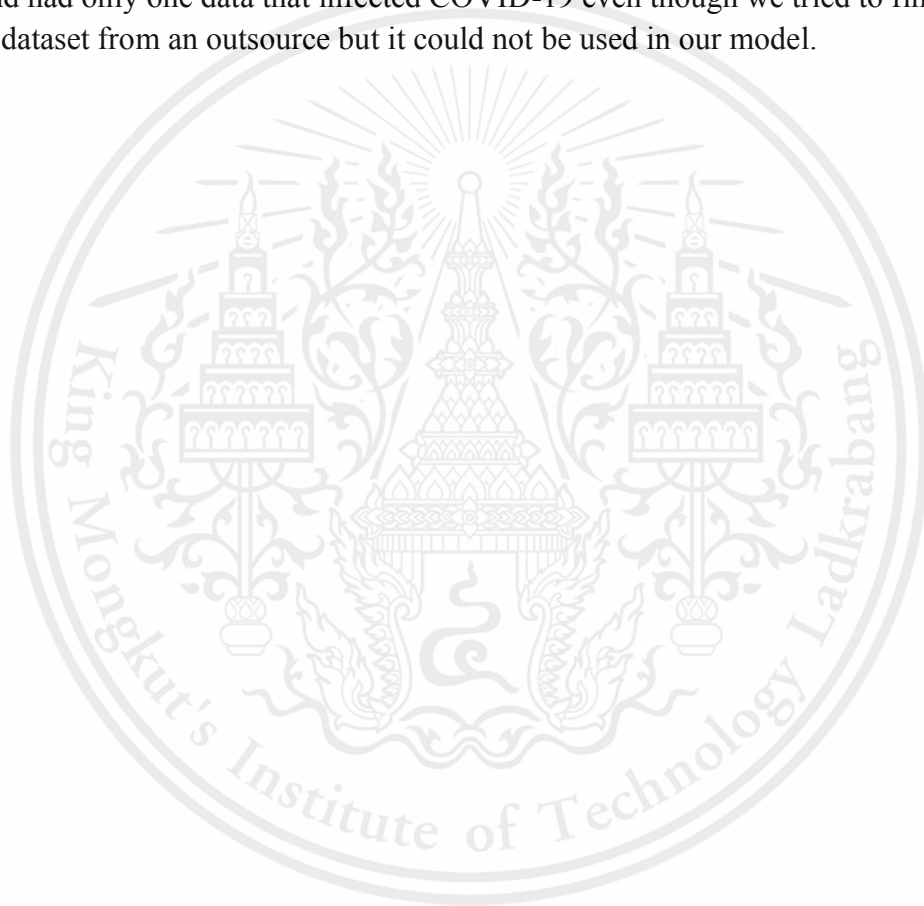 had only one data that infected COVID-19 even though we tried to
dataset from an outsource but it could not be used in our model.
King Mongkut's Institute of Technology Ladkrabang